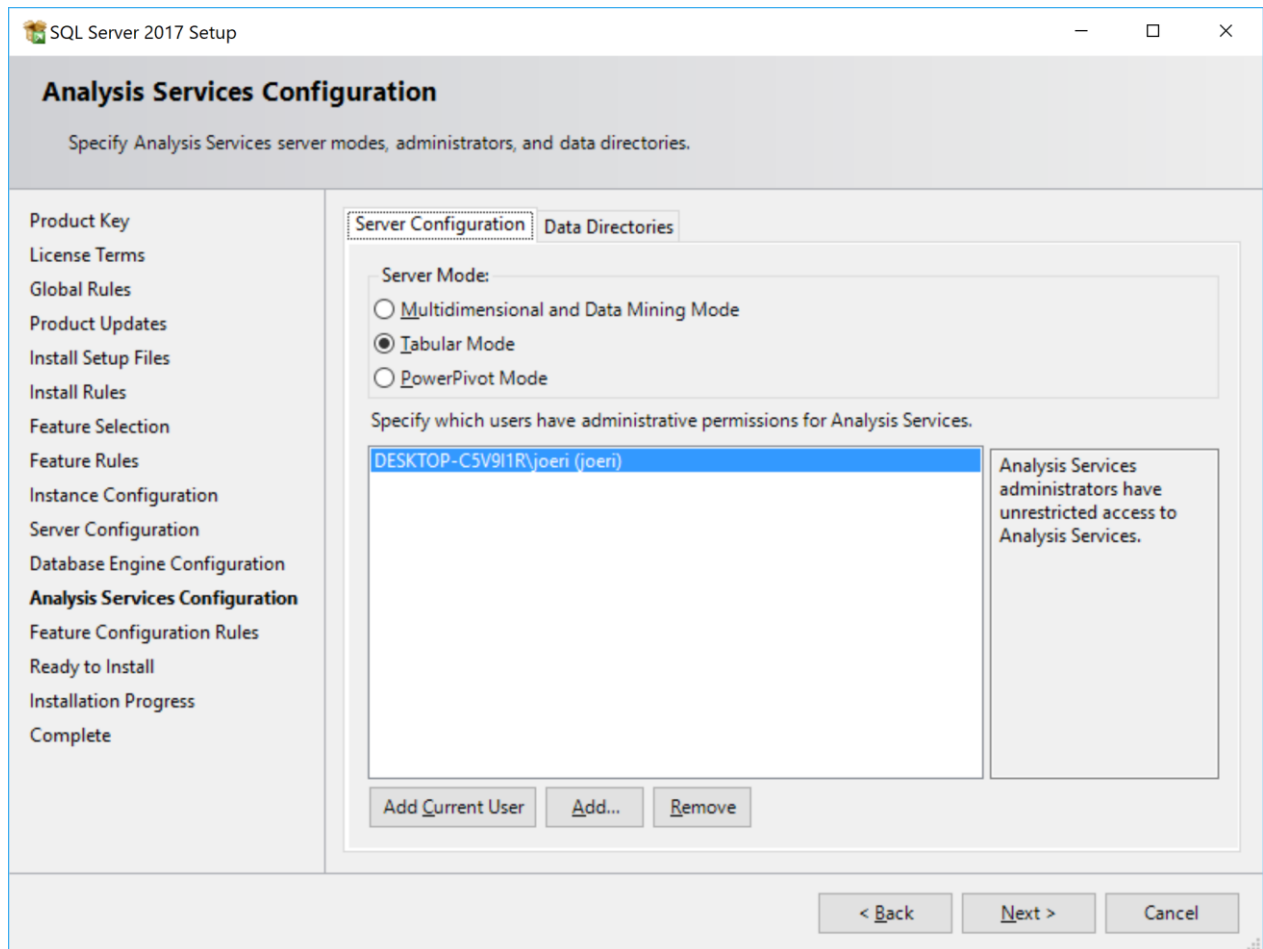 SQL Server 2017 Setup
Analysis Services Configuration
Specify Analysis Services server modes, administrators, and data directories.
Product Key
License Terms
Global Rules
Product Updates
Install Setup Files
Install Rules
Feature Selection
Feature Rules
Instance Configuration
Server Configuration
Database Engine Configuration
Analysis Services Configuration
Feature Configuration Rules
Ready to Install
Installation Progress
Complete
Server Configuration
Data Directories
Server Mode:
Multidimensional and Data Mining Mode
Tabular Mode
PowerPivot Mode
Specify which users have administrative permissions for Analysis Services.
DESKTOP-C5V9I1R\joeri (joeri)
Analysis Services
administrators have
unrestricted access to
Analysis Services.
Add Current User
Add...
Remove
< Back
Next >
Cancel